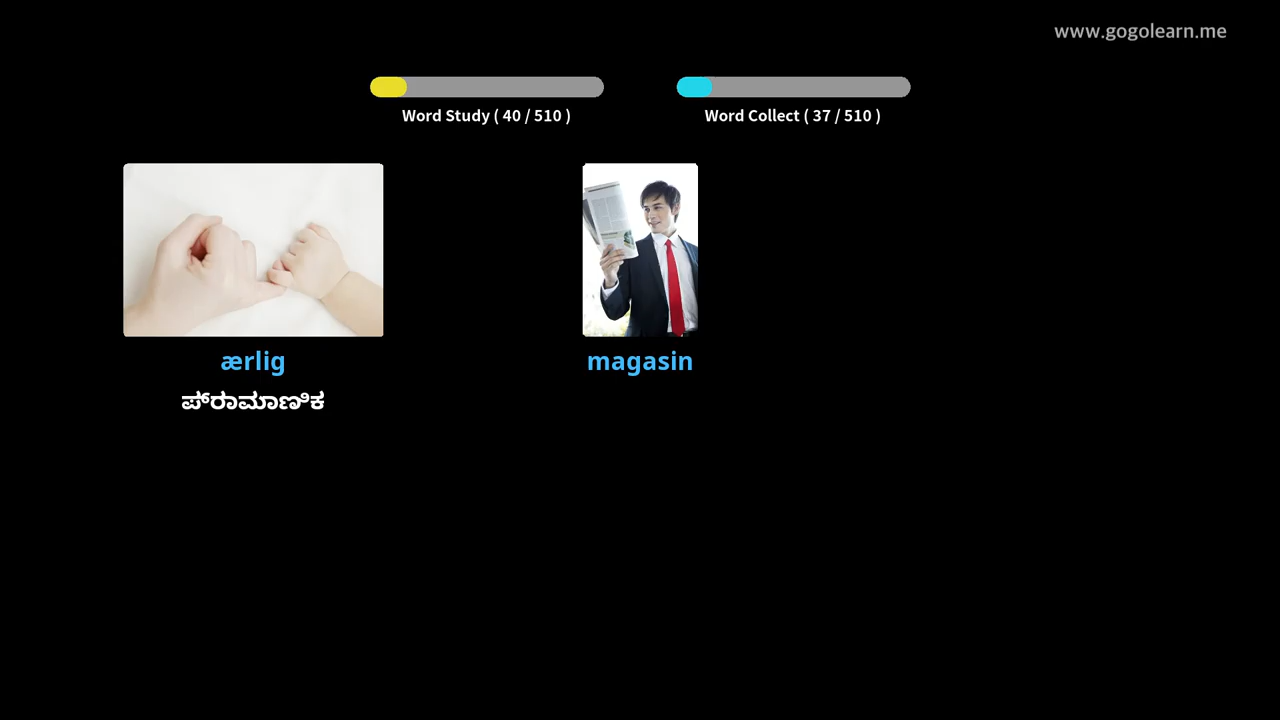 www.gogolearn.me
Word Study ( 40 / 510 )
Word Collect ( 37 / 510 )
ærlig
magasin
ಪ್ರಾಮಾಣಿಕ